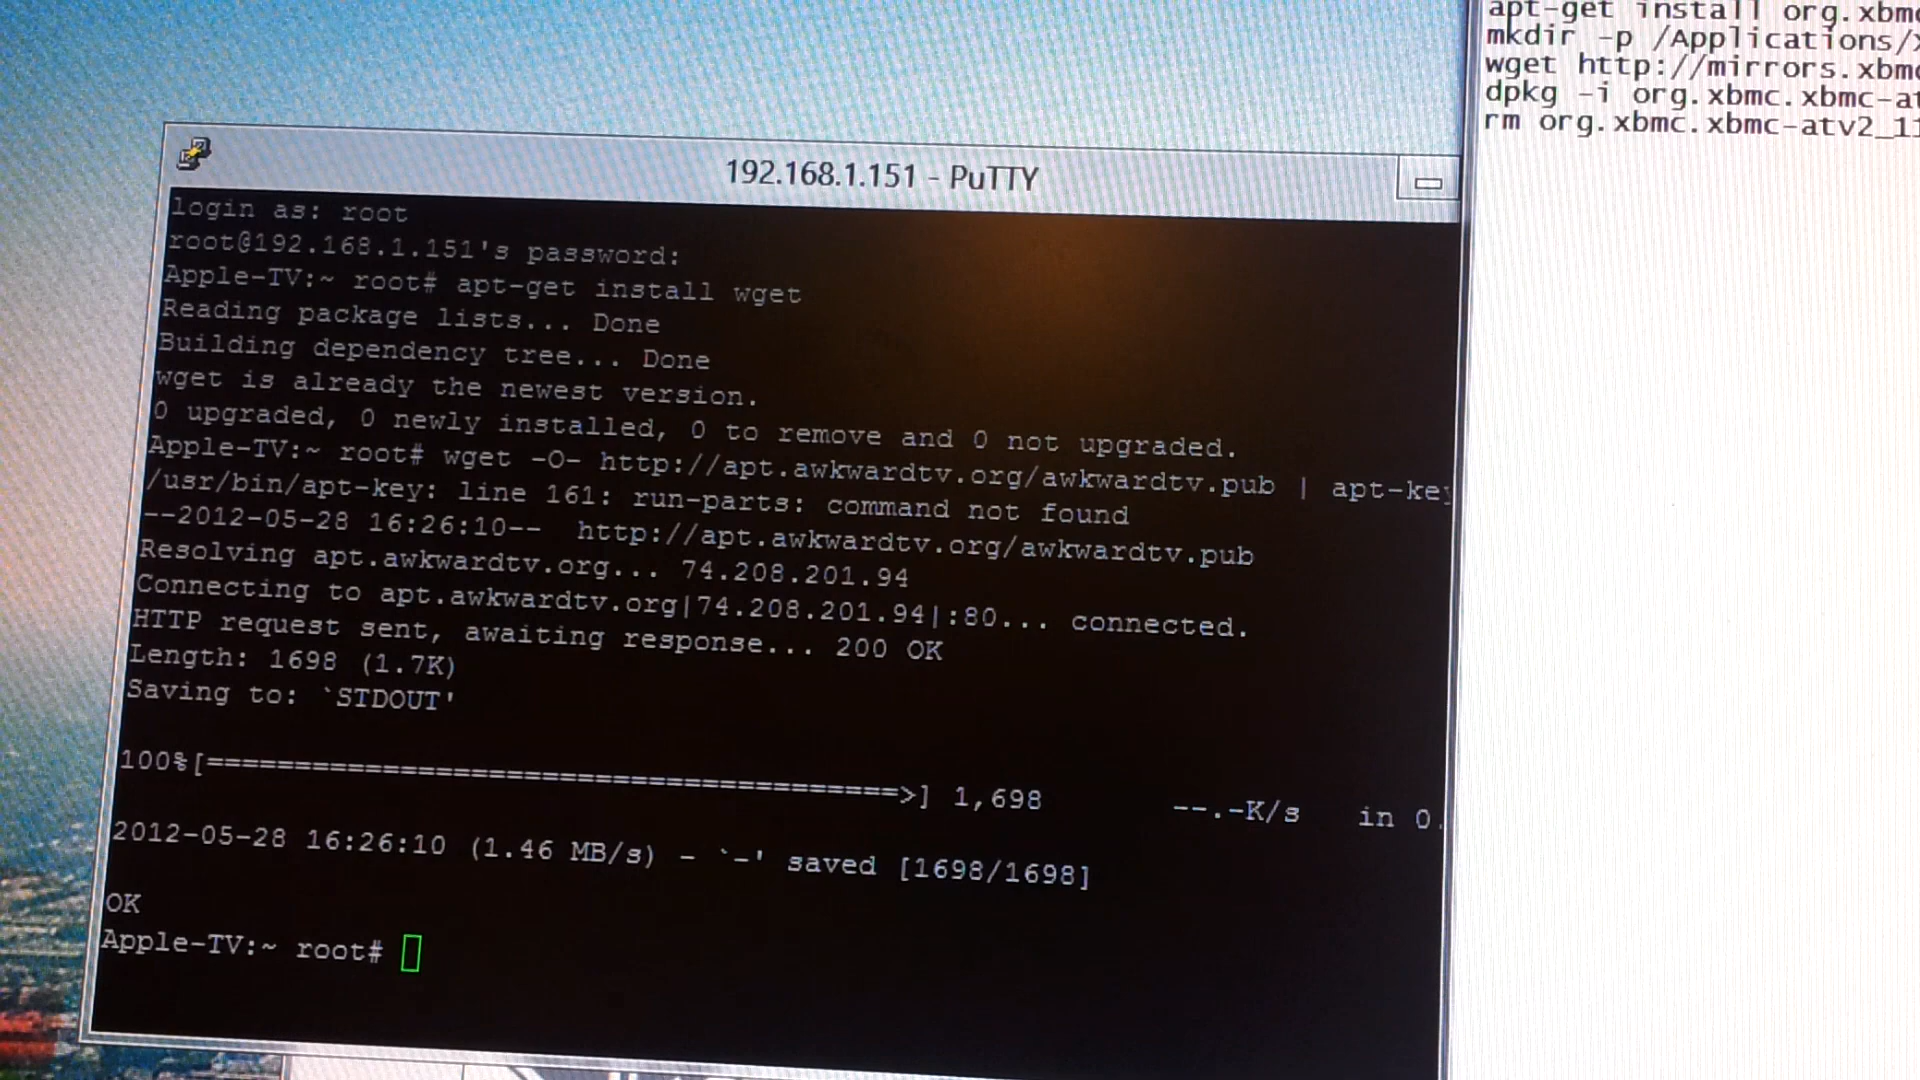 192.168.1.151 - PuTTY
login as: root
root@192.168.1.151's password:
Apple-TV:~ root# apt-get install wget
Reading package lists... Done
Building dependency tree... Done
wget is already the newest version.
0 upgraded, 0 newly installed, 0 to remove and 0 not upgraded.
Apple-TV:~ root# wget -O- http://apt.awkwardtv.org/awkwardtv.pub | apt-key
/usr/bin/apt-key: line 161: run-parts: command not found
--2012-05-28 16:26:10--  http://apt.awkwardtv.org/awkwardtv.pub
Resolving apt.awkwardtv.org... 74.208.201.94
Connecting to apt.awkwardtv.org|74.208.201.94|:80... connected.
HTTP request sent, awaiting response... 200 OK
Length: 1698 (1.7K)
Saving to: `STDOUT'
100%[======================================>] 1,698       --.-K/s   in 0.
2012-05-28 16:26:10 (1.46 MB/s) - `-' saved [1698/1698]
OK
Apple-TV:~ root#
apt-get install org.xbmc
mkdir -p /Applications/
wget http://mirrors.xbmc
dpkg -i org.xbmc.xbmc-at
rm org.xbmc.xbmc-atv2_11